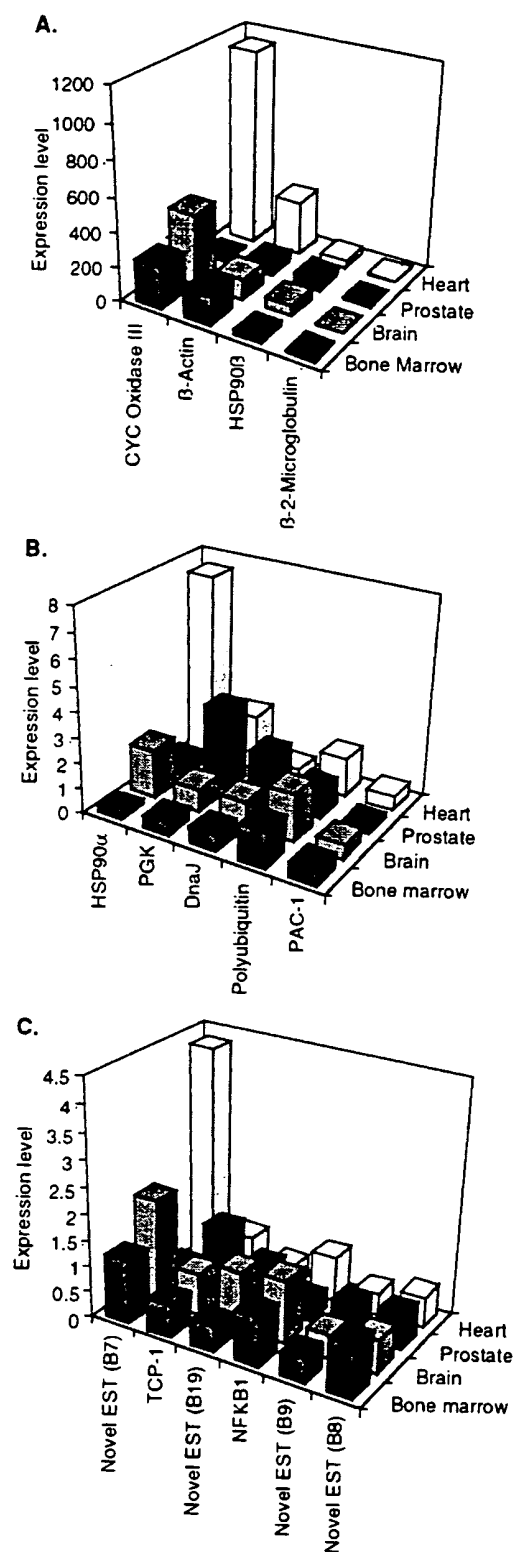 A.
Expression level
1200
1000
800
600
400
200
0
CYC Oxidase III
ß-Actin
HSP90ß
ß-2-Microglobulin
Heart
Prostate
Brain
Bone Marrow
B.
Expression level
8
7
6
5
4
3
2
1
0
HSP90α
PGK
DnaJ
Polyubiquitin
PAC-1
Heart
Prostate
Brain
Bone marrow
C.
Expression level
4.5
4
3.5
3
2.5
2
1.5
1
0.5
0
Novel EST (B7)
TCP-1
Novel EST (B19)
NFKB1
Novel EST (B9)
Novel EST (B8)
Heart
Prostate
Brain
Bone marrow